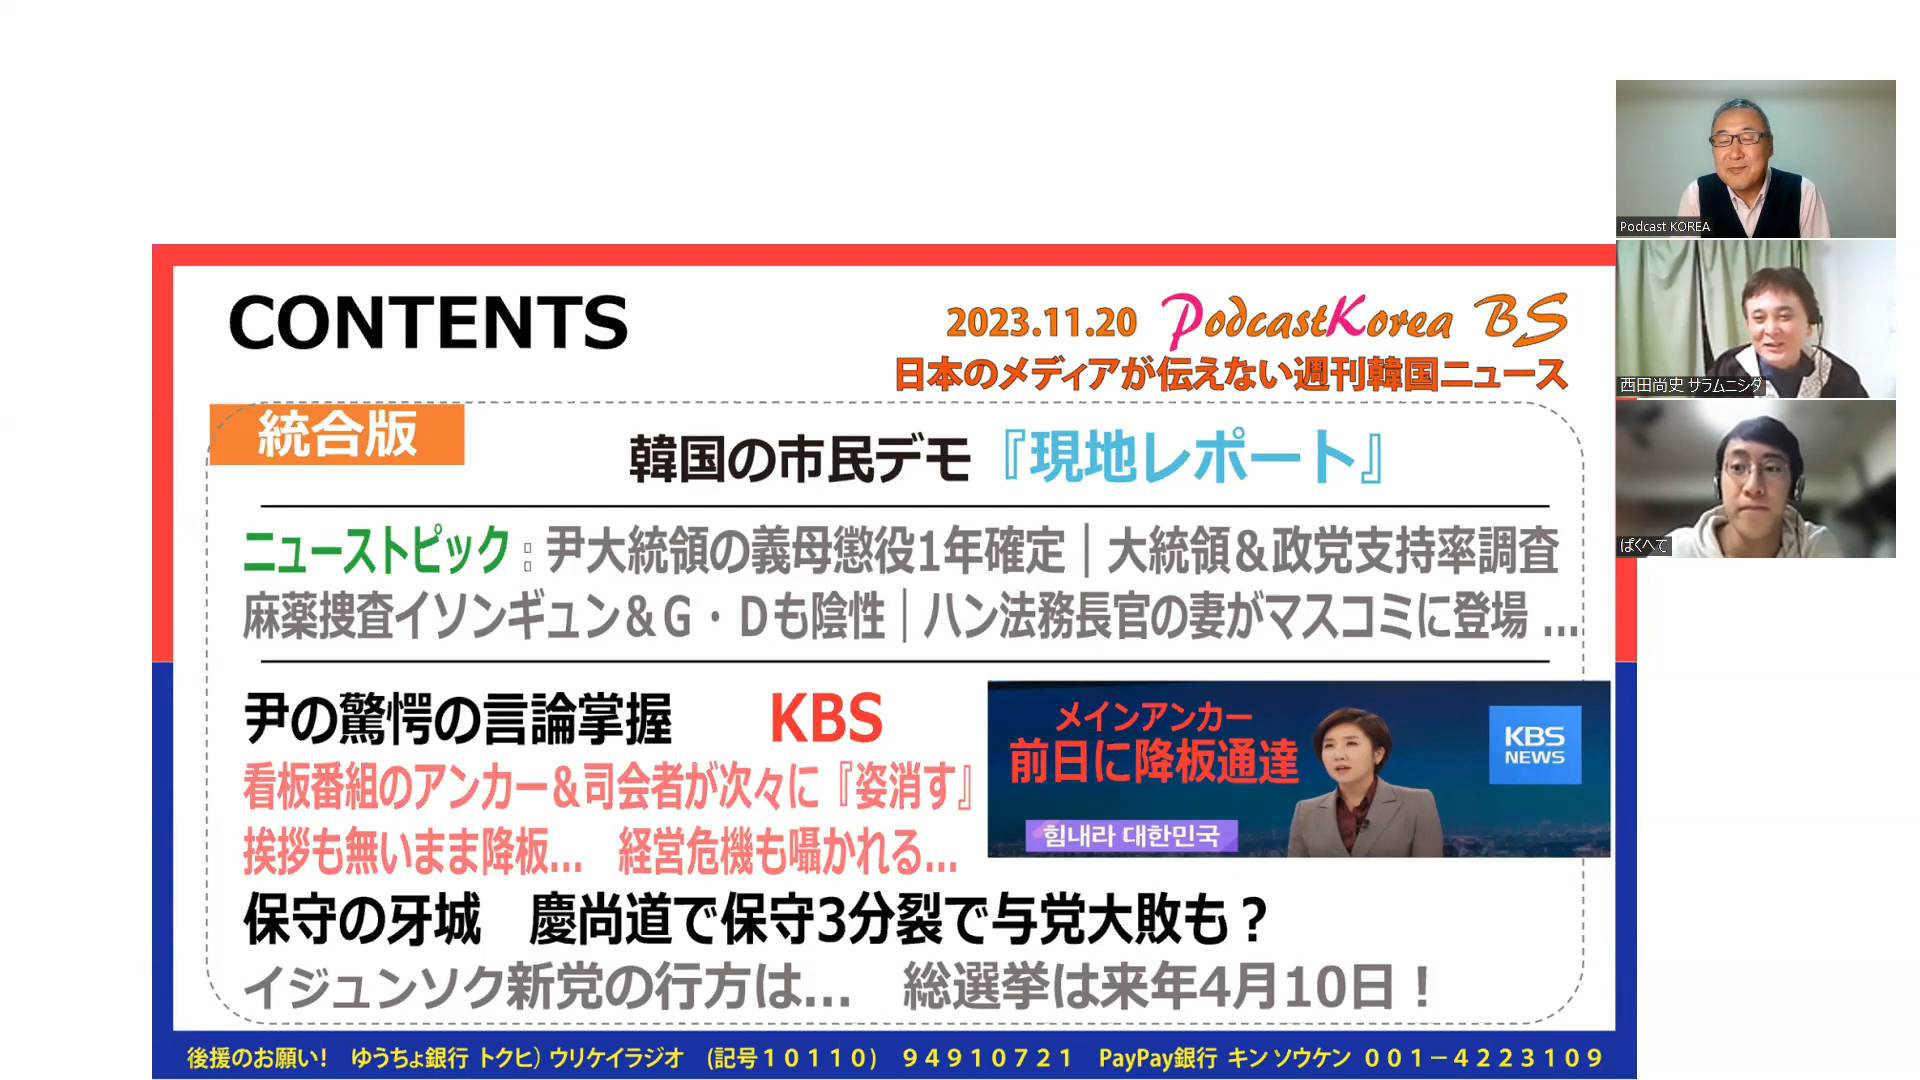 CONTENTS
2023.11.20 PodcastKorea BS
日本のメディアが伝えない週刊韓国ニュース
統合版
韓国の市民デモ『現地レポート』
ニューストピック：尹大統領の義母懲役1年確定｜大統領＆政党支持率調査
麻薬捜査イソンギュン＆G・Dも陰性｜ハン法務長官の妻がマスコミに登場 ...
尹の驚愕の言論掌握 KBS
看板番組のアンカー＆司会者が次々に『姿消す』
挨拶も無いまま降板... 経営危機も囁かれる...
メインアンカー
前日に降板通達
KBS
NEWS
힘내라 대한민국
保守の牙城 慶尚道で保守3分裂で与党大敗も？
イジュンソク新党の行方は... 総選挙は来年4月10日！
後援のお願い! ゆうちょ銀行 トクヒ）ウリケイラジオ (記号１０１１０) ９４９１０７２１ PayPay銀行 キン ソウケン ００１－４２２３１０９
Podcast KOREA
西田尚史 サラムニシダ
ぱくへて